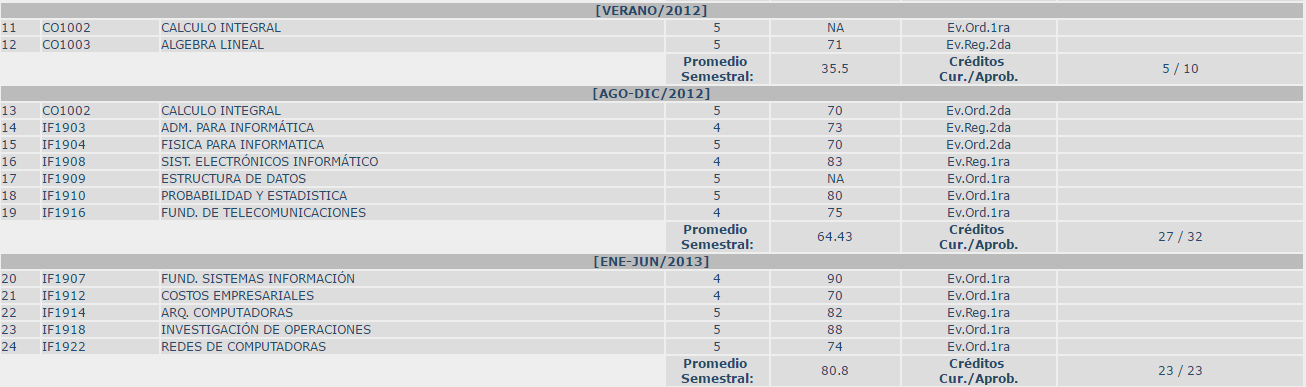 [VERANO/2012]
11 CO1002 CALCULO INTEGRAL 5 NA Ev.Ord.1ra
12 CO1003 ALGEBRA LINEAL 5 71 Ev.Reg.2da
Promedio Semestral: 35.5 Créditos Cur./Aprob. 5 / 10
[AGO-DIC/2012]
13 CO1002 CALCULO INTEGRAL 5 70 Ev.Ord.2da
14 IF1903 ADM. PARA INFORMÁTICA 4 73 Ev.Reg.2da
15 IF1904 FISICA PARA INFORMATICA 5 70 Ev.Ord.2da
16 IF1908 SIST. ELECTRÓNICOS INFORMÁTICO 4 83 Ev.Reg.1ra
17 IF1909 ESTRUCTURA DE DATOS 5 NA Ev.Ord.1ra
18 IF1910 PROBABILIDAD Y ESTADISTICA 5 80 Ev.Ord.1ra
19 IF1916 FUND. DE TELECOMUNICACIONES 4 75 Ev.Ord.1ra
Promedio Semestral: 64.43 Créditos Cur./Aprob. 27 / 32
[ENE-JUN/2013]
20 IF1907 FUND. SISTEMAS INFORMACIÓN 4 90 Ev.Ord.1ra
21 IF1912 COSTOS EMPRESARIALES 4 70 Ev.Ord.1ra
22 IF1914 ARQ. COMPUTADORAS 5 82 Ev.Reg.1ra
23 IF1918 INVESTIGACIÓN DE OPERACIONES 5 88 Ev.Ord.1ra
24 IF1922 REDES DE COMPUTADORAS 5 74 Ev.Ord.1ra
Promedio Semestral: 80.8 Créditos Cur./Aprob. 23 / 23